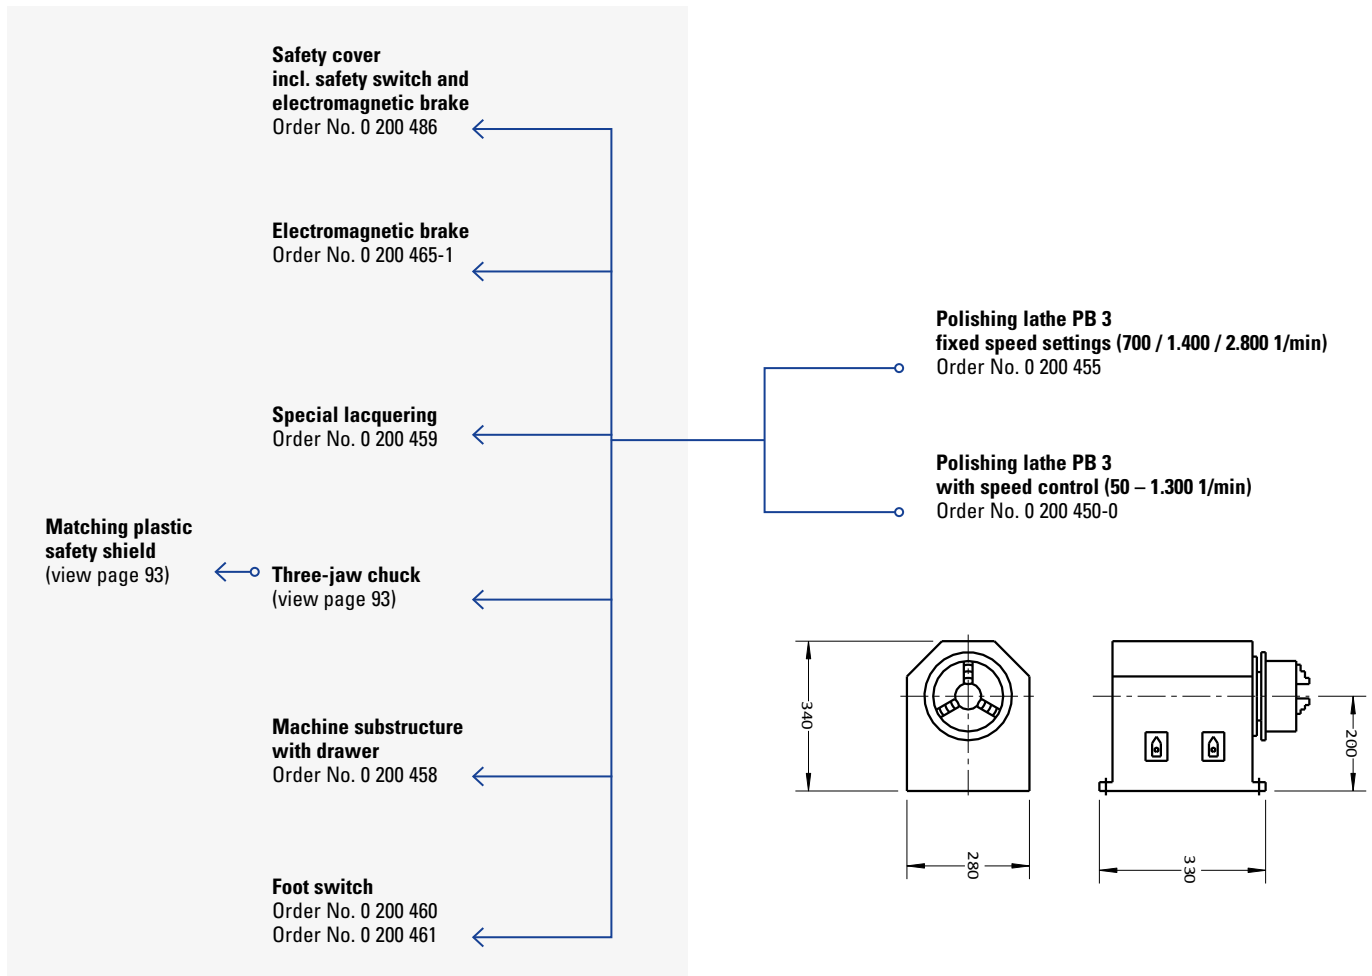 Safety cover
incl. safety switch and
electromagnetic brake
Order No. 0 200 486
Electromagnetic brake
Order No. 0 200 465-1
Special lacquering
Order No. 0 200 459
Matching plastic
safety shield
(view page 93)
Three-jaw chuck
(view page 93)
Machine substructure
with drawer
Order No. 0 200 458
Foot switch
Order No. 0 200 460
Order No. 0 200 461
Polishing lathe PB 3
fixed speed settings (700 / 1.400 / 2.800 1/min)
Order No. 0 200 455
Polishing lathe PB 3
with speed control (50 – 1.300 1/min)
Order No. 0 200 450-0
340
280
200
330